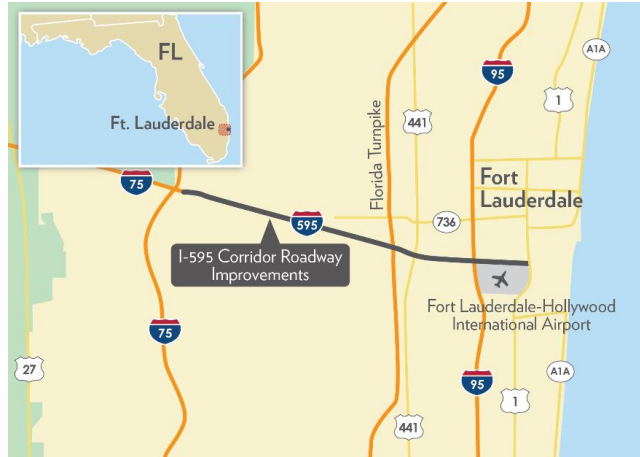 FL
Ft. Lauderdale
75
595
I-595 Corridor Roadway
Improvements
75
27
Florida Turnpike
441
736
95
1
A1A
Fort
Lauderdale
Fort Lauderdale-Hollywood
International Airport
95
A1A
1
441